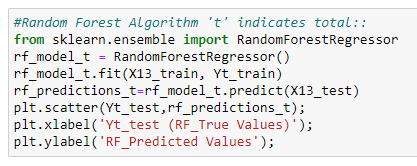 #Random Forest Algorithm 't' indicates total::
from sklearn.ensemble import RandomForestRegressor
rf_model_t = RandomForestRegressor()
rf_model_t.fit(X13_train, Yt_train)
rf_predictions_t=rf_model_t.predict(X13_test)
plt.scatter(Yt_test,rf_predictions_t);
plt.xlabel('Yt_test (RF_True Values)');
plt.ylabel('RF_Predicted Values');